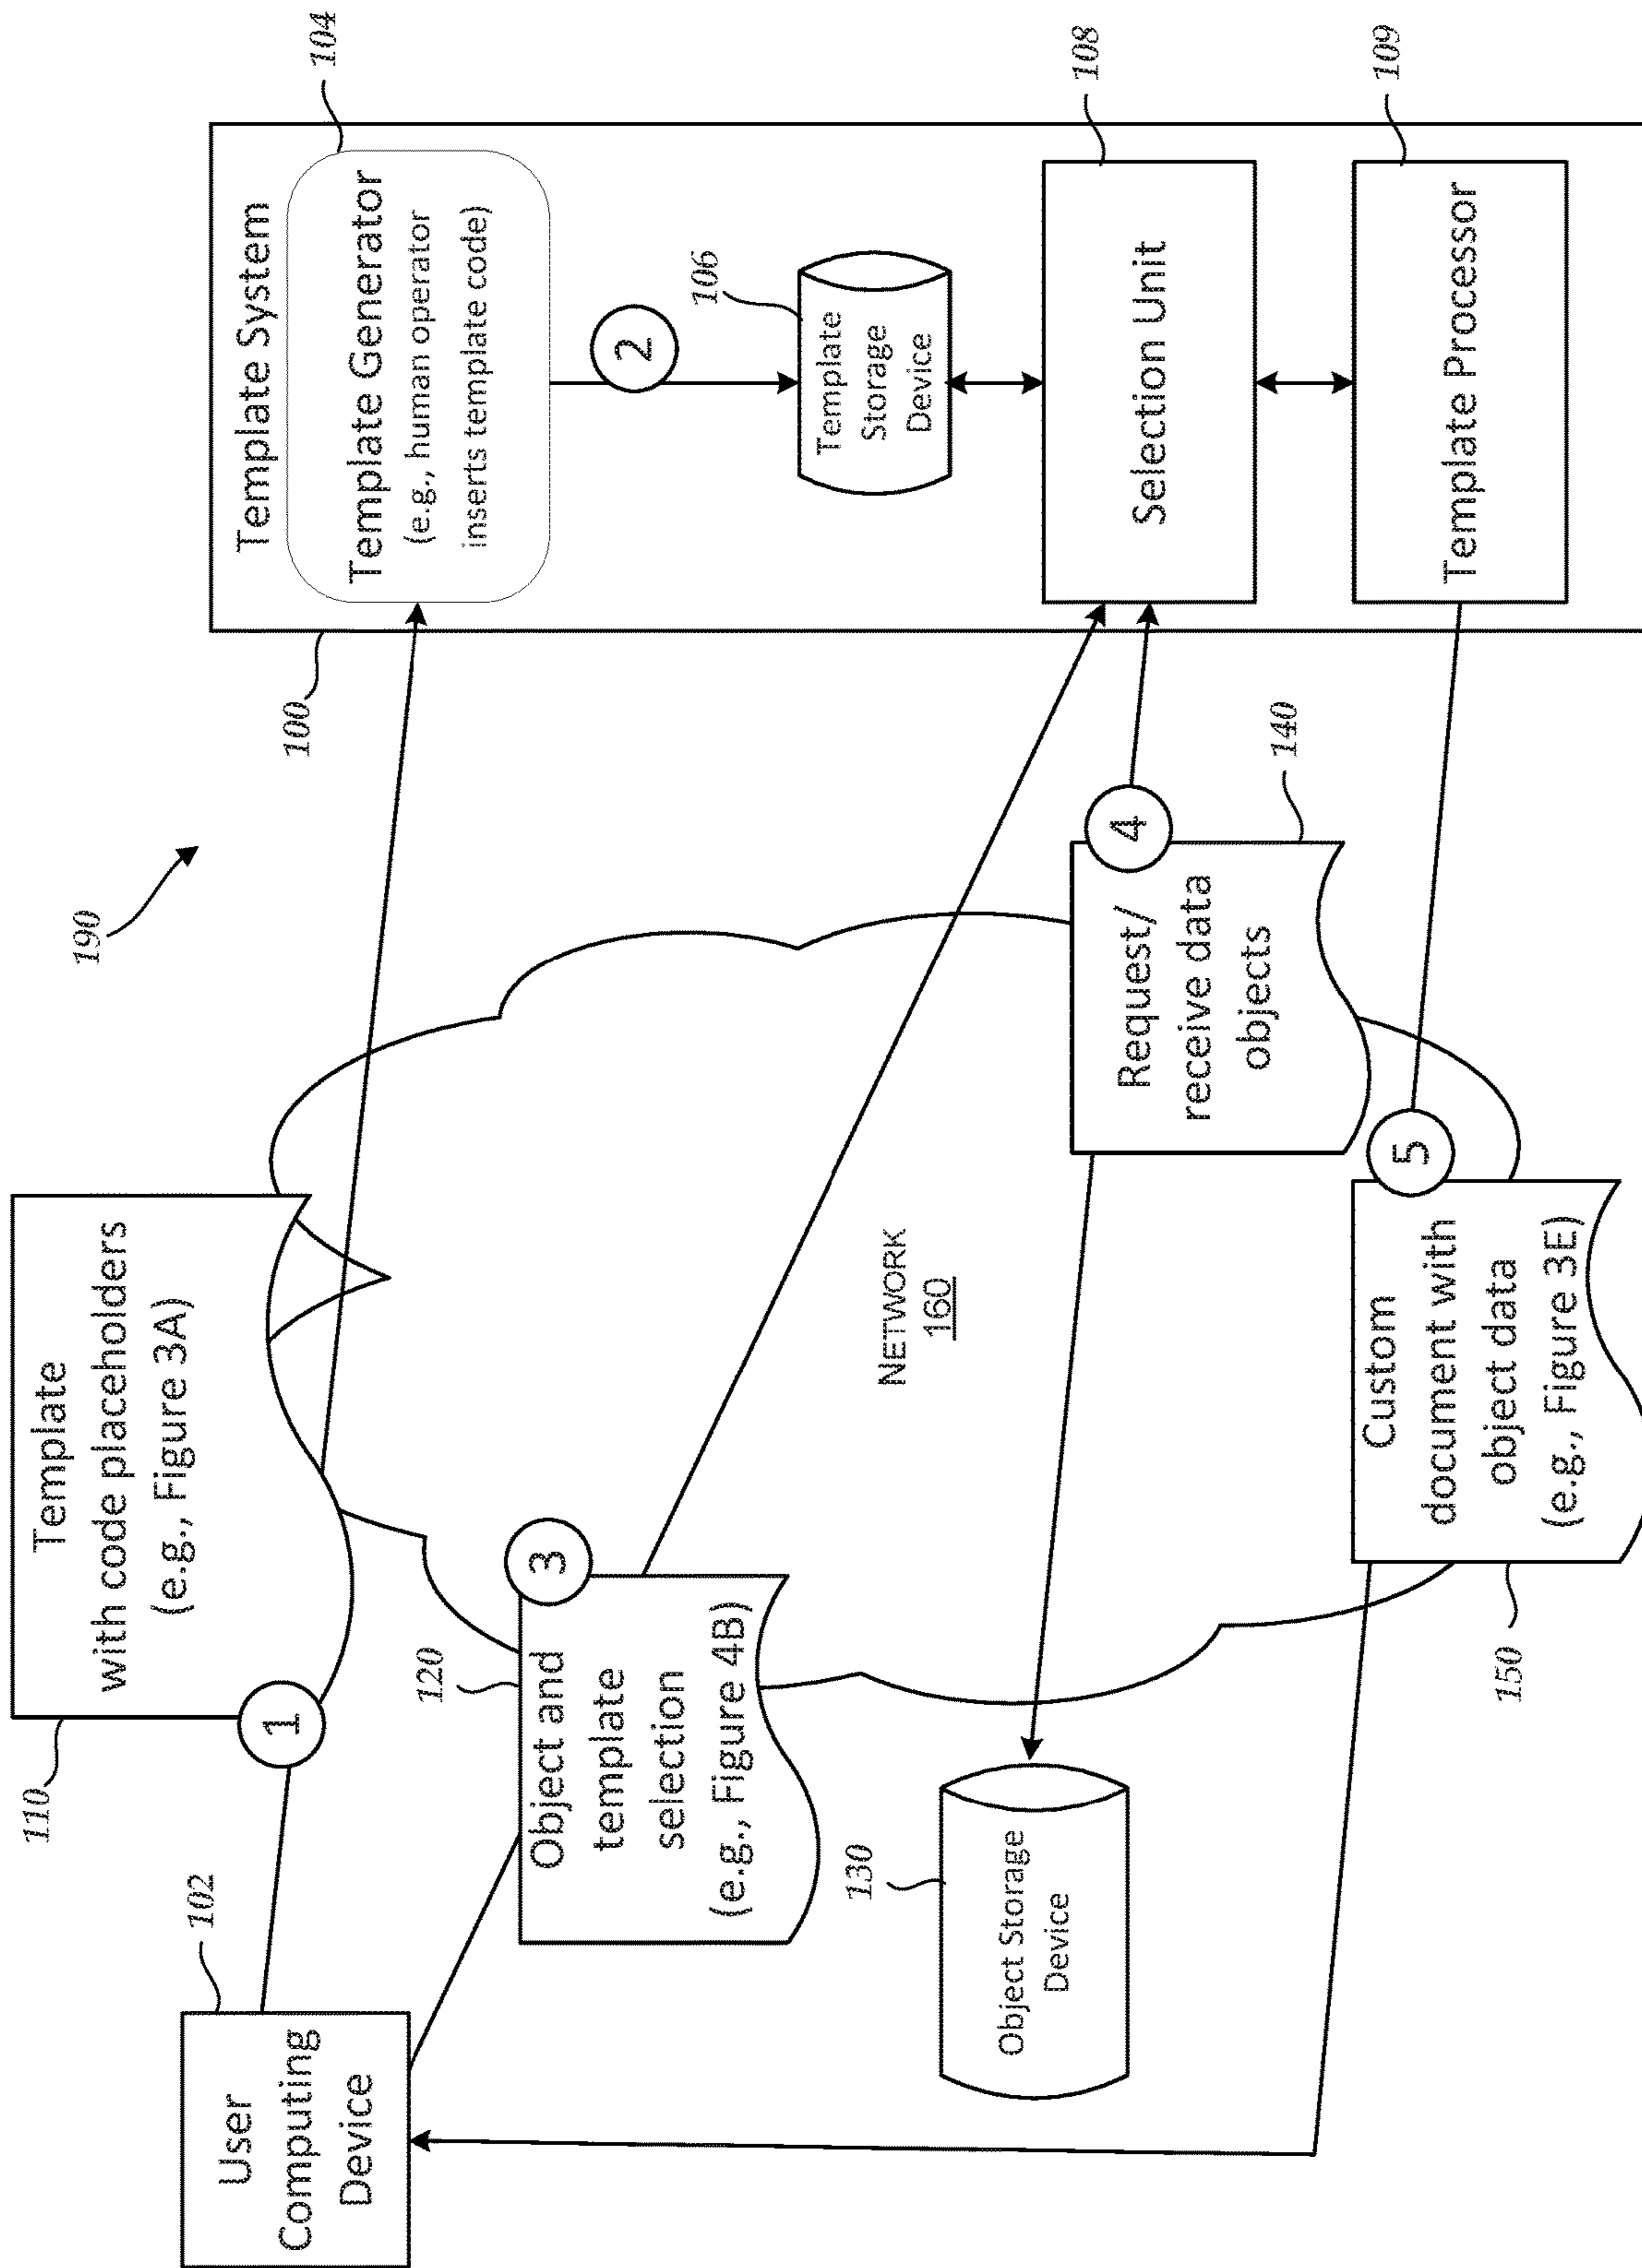 190
110
Template
with code placeholders
(e.g., Figure 3A)
1
102
User
Computing
Device
120
Object and
template
selection
(e.g., Figure 4B)
3
130
Object Storage
Device
NETWORK
160
Request/
receive data
objects
4
140
Custom
document with
object data
(e.g., Figure 3E)
5
150
100
Template System
104
Template Generator
(e.g., human operator
inserts template code)
2
106
Template
Storage
Device
108
Selection Unit
109
Template Processor